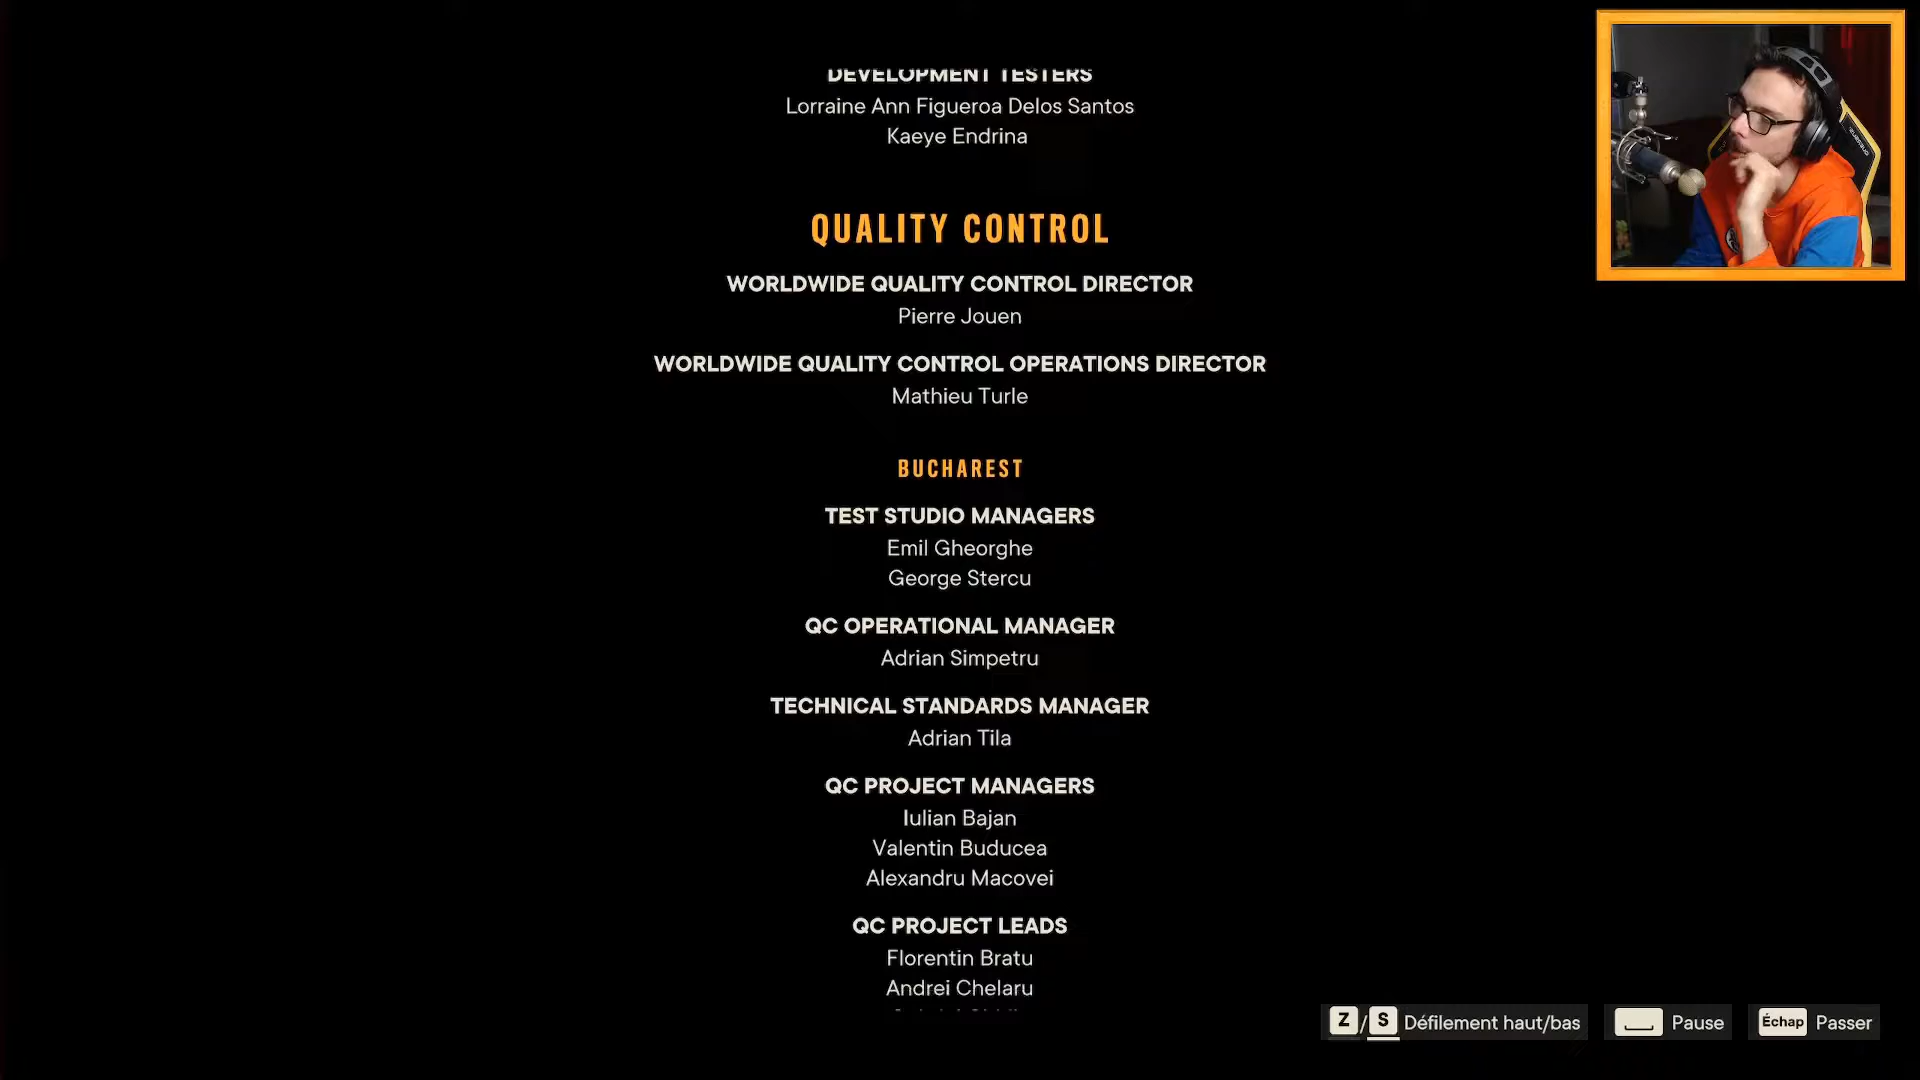 DEVELOPMENT TESTERS
Lorraine Ann Figueroa Delos Santos
Kaeye Endrina
QUALITY CONTROL
WORLDWIDE QUALITY CONTROL DIRECTOR
Pierre Jouen
WORLDWIDE QUALITY CONTROL OPERATIONS DIRECTOR
Mathieu Turle
BUCHAREST
TEST STUDIO MANAGERS
Emil Gheorghe
George Stercu
QC OPERATIONAL MANAGER
Adrian Simpetru
TECHNICAL STANDARDS MANAGER
Adrian Tila
QC PROJECT MANAGERS
Iulian Bajan
Valentin Buducea
Alexandru Macovei
QC PROJECT LEADS
Florentin Bratu
Andrei Chelaru
Z/S Défilement haut/bas
Pause
Échap Passer